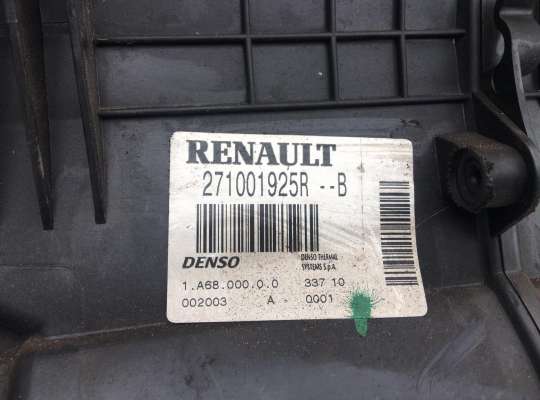 RENAULT
271001925R --B
DENSO DENSO THERMAL
SYSTEMS S.p.A.
1.A68.000.0.0 337 10
002003 A 0001